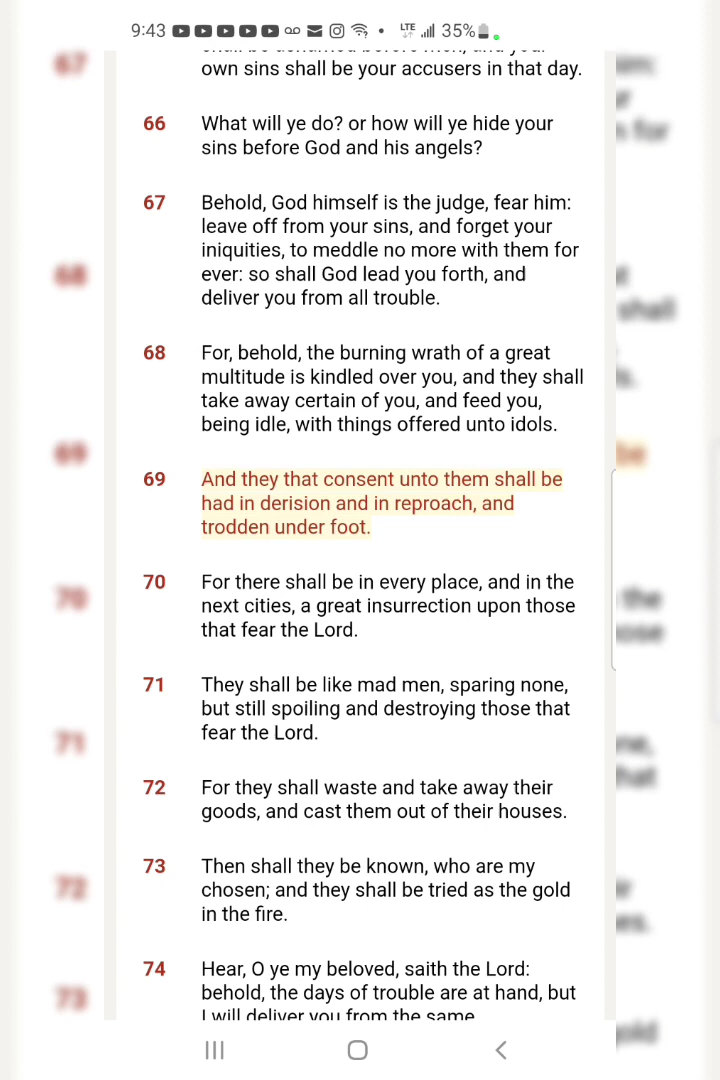 9:43 LTE 35%
own sins shall be your accusers in that day.
66 What will ye do? or how will ye hide your
sins before God and his angels?
67 Behold, God himself is the judge, fear him:
leave off from your sins, and forget your
iniquities, to meddle no more with them for
ever: so shall God lead you forth, and
deliver you from all trouble.
68 For, behold, the burning wrath of a great
multitude is kindled over you, and they shall
take away certain of you, and feed you,
being idle, with things offered unto idols.
69 And they that consent unto them shall be
had in derision and in reproach, and
trodden under foot.
70 For there shall be in every place, and in the
next cities, a great insurrection upon those
that fear the Lord.
71 They shall be like mad men, sparing none,
but still spoiling and destroying those that
fear the Lord.
72 For they shall waste and take away their
goods, and cast them out of their houses.
73 Then shall they be known, who are my
chosen; and they shall be tried as the gold
in the fire.
74 Hear, O ye my beloved, saith the Lord:
behold, the days of trouble are at hand, but
I will deliver you from the same